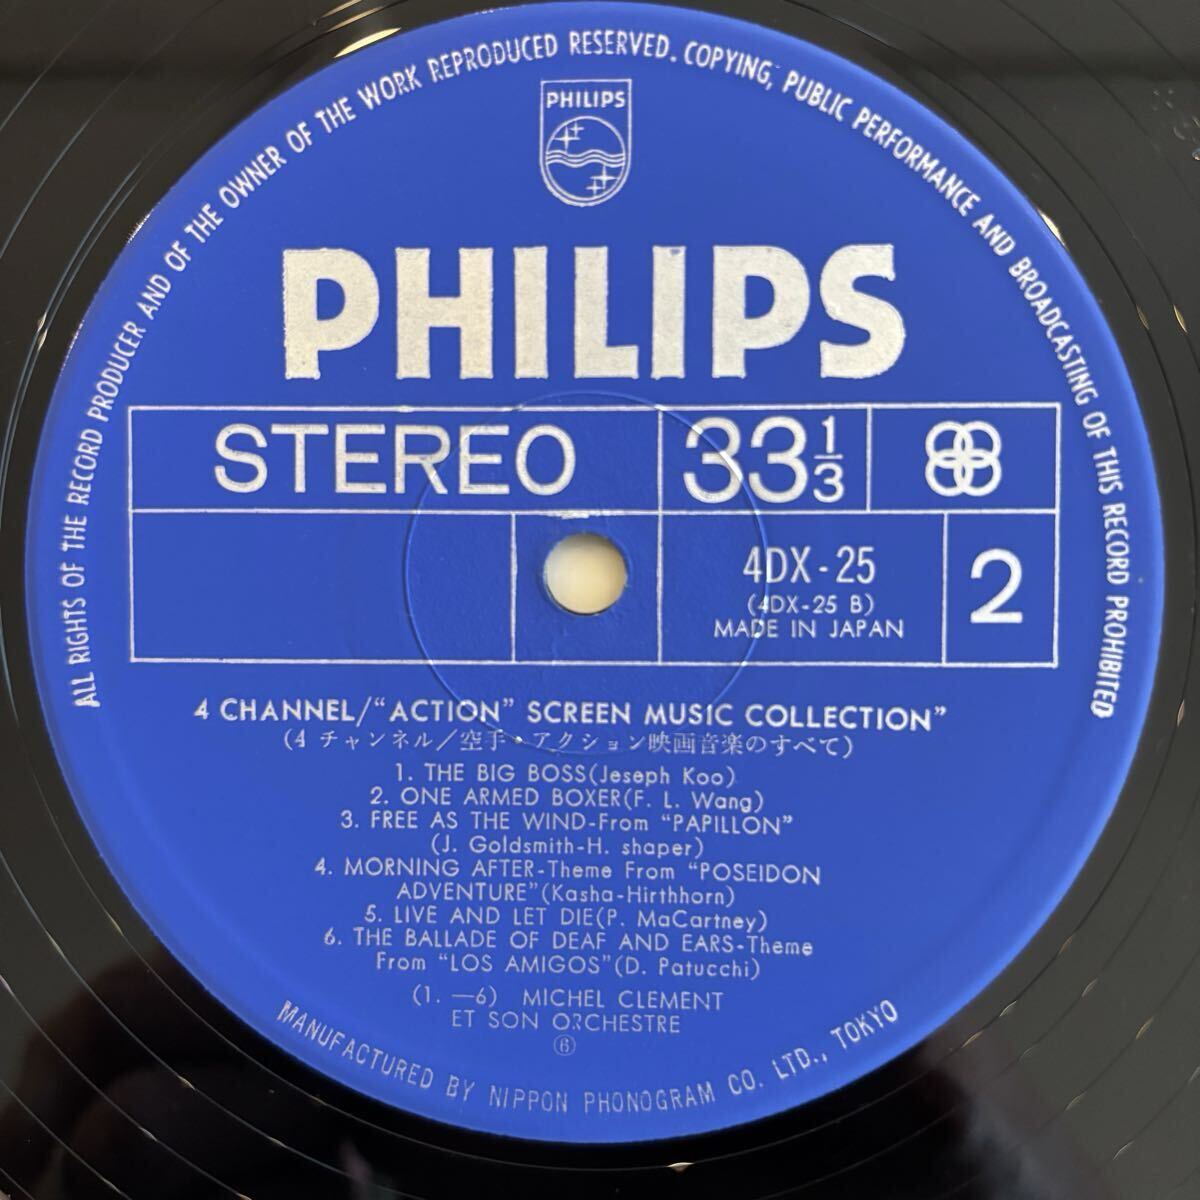 ALL RIGHTS OF THE RECORD PRODUCER AND OF THE OWNER OF THE WORK REPRODUCED RESERVED. COPYING, PUBLIC PERFORMANCE AND BROADCASTING OF THIS RECORD PROHIBITED
PHILIPS
PHILIPS
STEREO 33 1/3
4DX-25
(4DX-25 B)
MADE IN JAPAN
2
4 CHANNEL/“ACTION” SCREEN MUSIC COLLECTION”
(4 チャンネル/空手・アクション映画音楽のすべて)
1. THE BIG BOSS(Jeseph Koo)
2. ONE ARMED BOXER(F. L. Wang)
3. FREE AS THE WIND-From “PAPILLON”
(J. Goldsmith-H. shaper)
4. MORNING AFTER-Theme From “POSEIDON
ADVENTURE”(Kasha-Hirthhorn)
5. LIVE AND LET DIE(P. MaCartney)
6. THE BALLADE OF DEAF AND EARS-Theme
From “LOS AMIGOS”(D. Patucchi)
(1. —6) MICHEL CLEMENT
ET SON ORCHESTRE
⑥
MANUFACTURED BY NIPPON PHONOGRAM CO. LTD., TOKYO